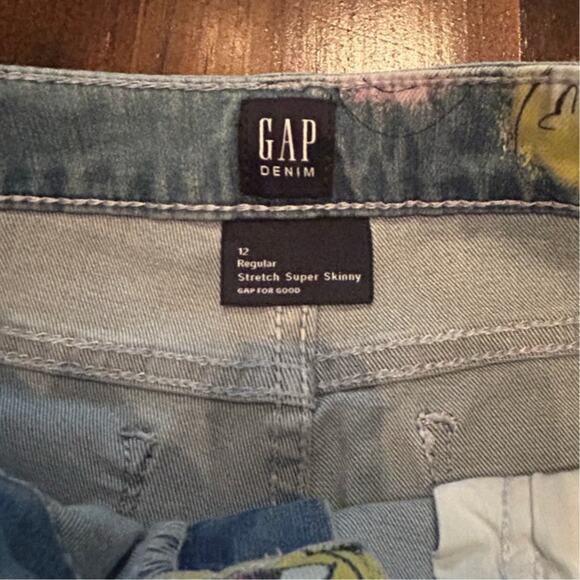 GAP
DENIM
12
Regular
Stretch Super Skinny
GAP FOR GOOD